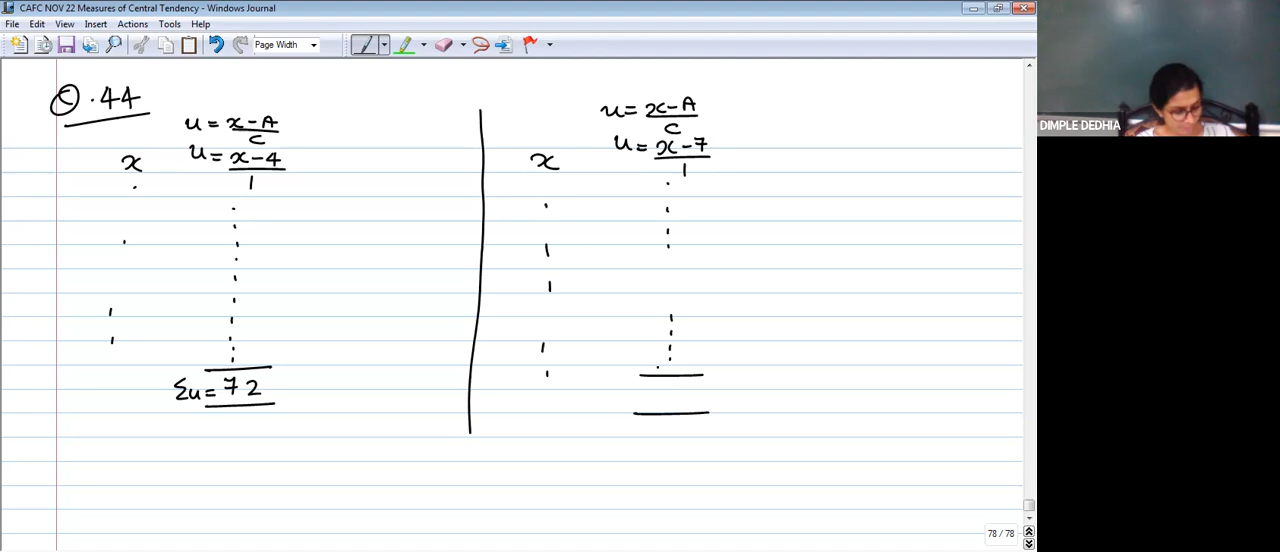 CAFC NOV 22 Measures of Central Tendency - Windows Journal
File Edit View Insert Actions Tools Help
Page Width
DIMPLE DEDHIA
C .44
u = x-A
C
x u = x-4
1
Σu = 72
u = x-A
C
x u = x-7
1
78 / 78